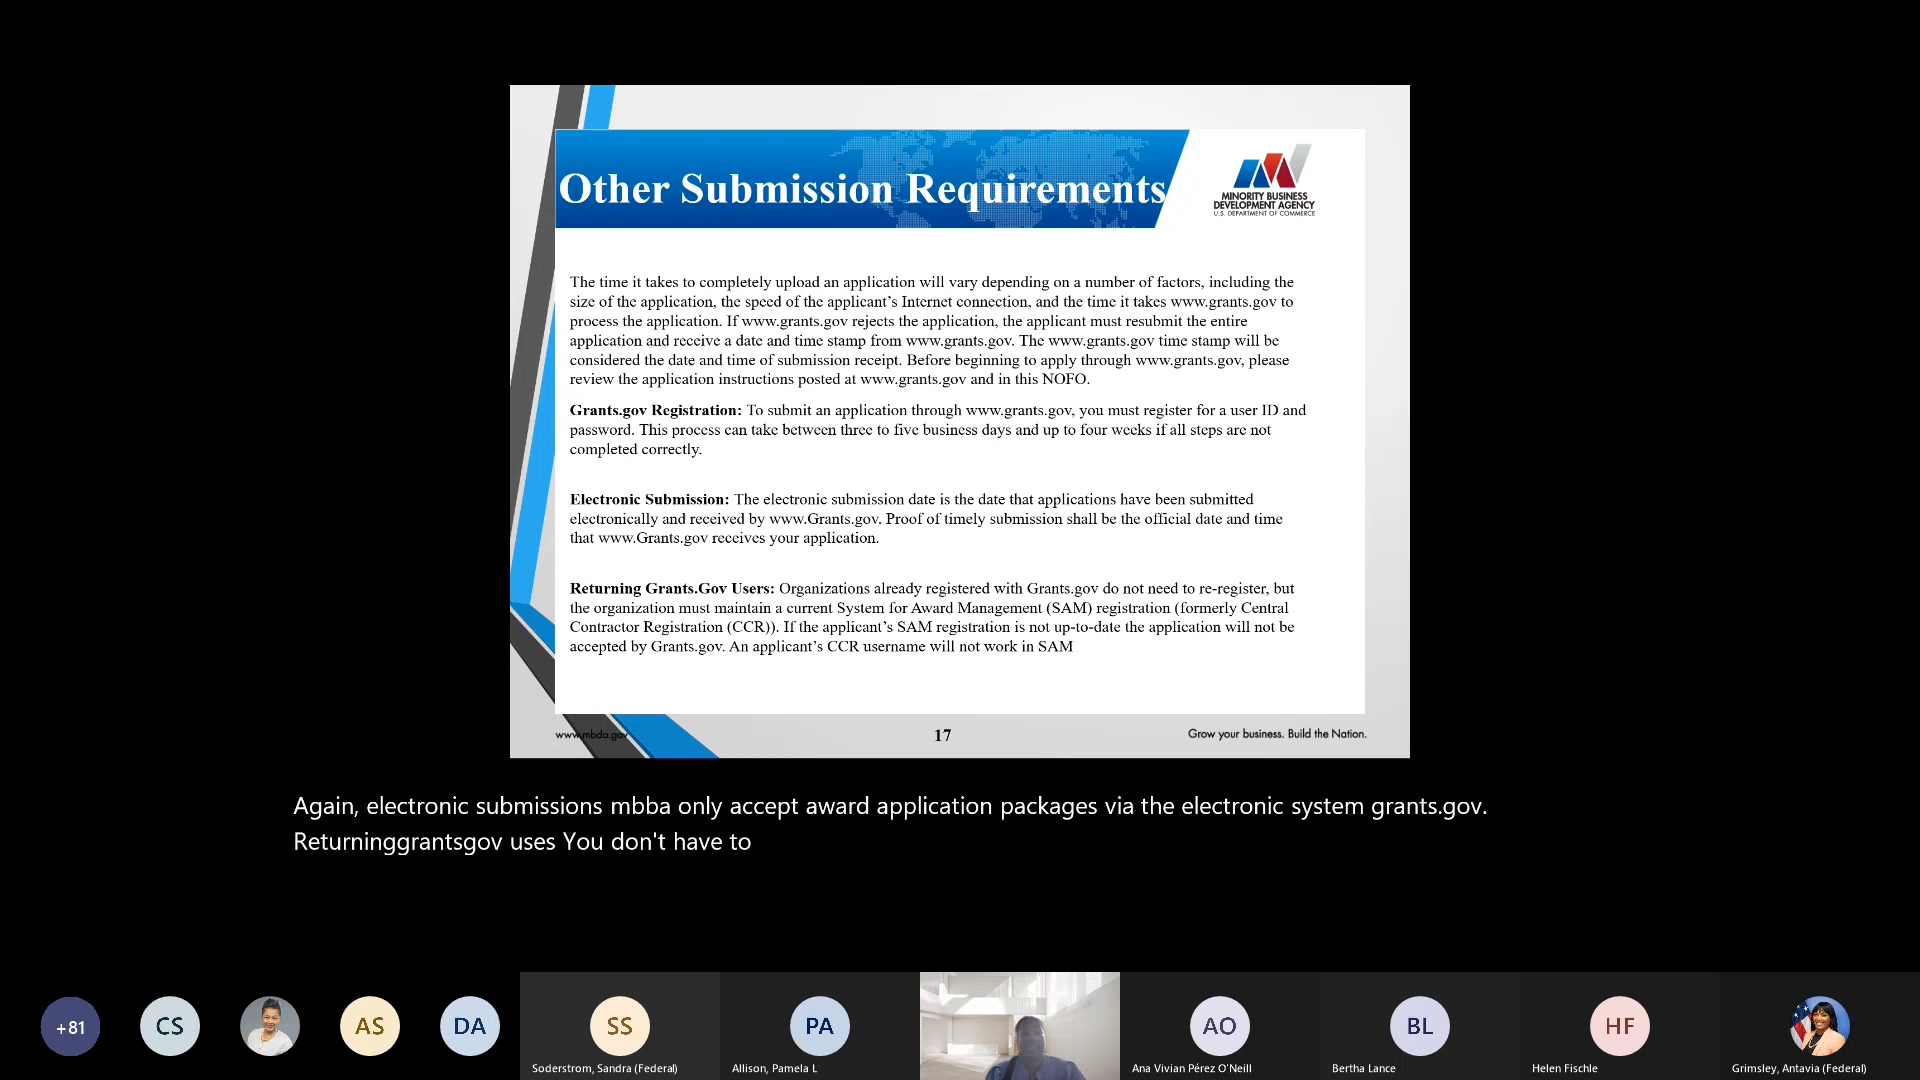 Other Submission Requirements
MINORITY BUSINESS
DEVELOPMENT AGENCY
U.S. DEPARTMENT OF COMMERCE
The time it takes to completely upload an application will vary depending on a number of factors, including the
size of the application, the speed of the applicant’s Internet connection, and the time it takes www.grants.gov to
process the application. If www.grants.gov rejects the application, the applicant must resubmit the entire
application and receive a date and time stamp from www.grants.gov. The www.grants.gov time stamp will be
considered the date and time of submission receipt. Before beginning to apply through www.grants.gov, please
review the application instructions posted at www.grants.gov and in this NOFO.
Grants.gov Registration: To submit an application through www.grants.gov, you must register for a user ID and
password. This process can take between three to five business days and up to four weeks if all steps are not
completed correctly.
Electronic Submission: The electronic submission date is the date that applications have been submitted
electronically and received by www.Grants.gov. Proof of timely submission shall be the official date and time
that www.Grants.gov receives your application.
Returning Grants.Gov Users: Organizations already registered with Grants.gov do not need to re-register, but
the organization must maintain a current System for Award Management (SAM) registration (formerly Central
Contractor Registration (CCR)). If the applicant’s SAM registration is not up-to-date the application will not be
accepted by Grants.gov. An applicant’s CCR username will not work in SAM
www.mbda.gov
17
Grow your business. Build the Nation.
Again, electronic submissions mbba only accept award application packages via the electronic system grants.gov.
Returninggrantsgov uses You don't have to
+81
CS
AS
DA
SS
PA
AO
BL
HF
Soderstrom, Sandra (Federal)
Allison, Pamela L
Ana Vivian Pérez O'Neill
Bertha Lance
Helen Fischle
Grimsley, Antavia (Federal)